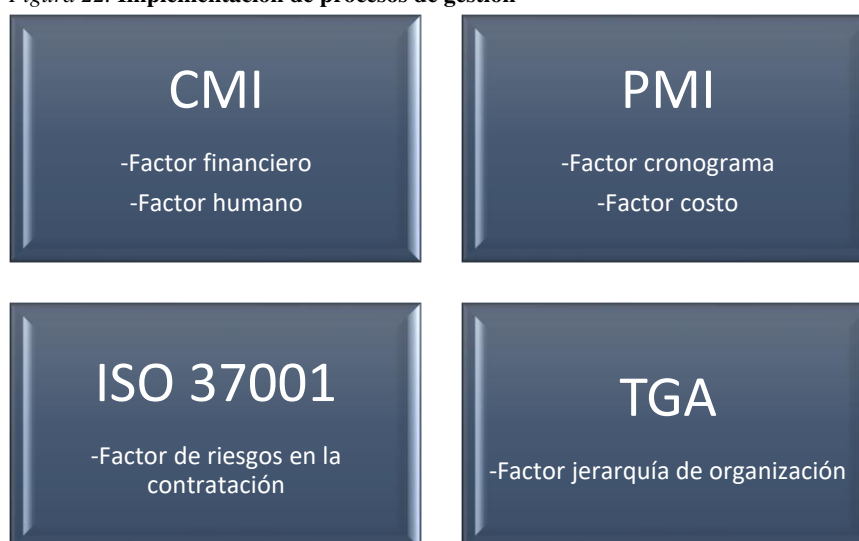 Figura 22. Implementación de procesos de gestión
CMI
-Factor financiero
-Factor humano
PMI
-Factor cronograma
-Factor costo
ISO 37001
-Factor de riesgos en la
contratación
TGA
-Factor jerarquía de organización